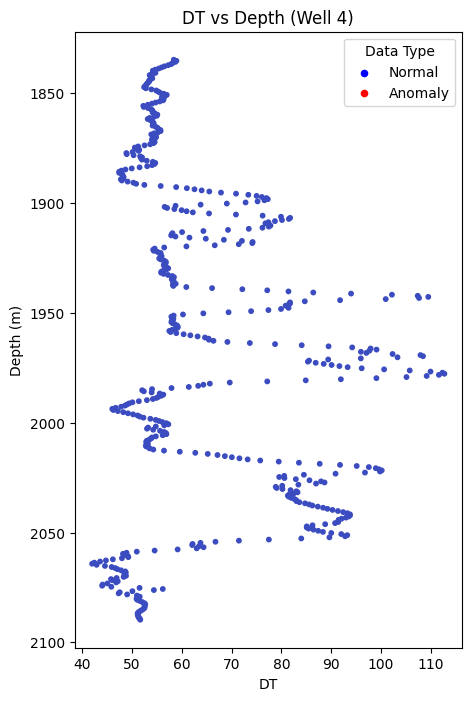 DT vs Depth (Well 4)
Data Type
Normal
Anomaly
Depth (m)
1850
1900
1950
2000
2050
2100
40 50 60 70 80 90 100 110
DT